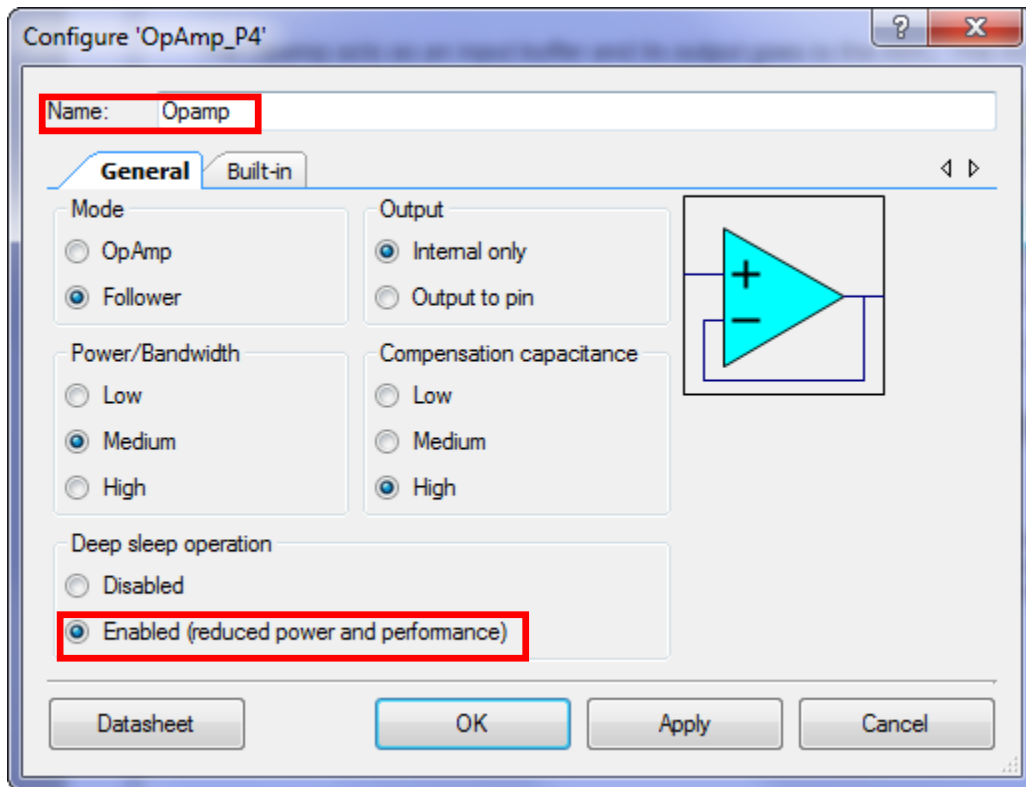 Configure 'OpAmp_P4'
Name: Opamp
General Built-in
Mode
OpAmp
Follower
Output
Internal only
Output to pin
Power/Bandwidth
Low
Medium
High
Compensation capacitance
Low
Medium
High
Deep sleep operation
Disabled
Enabled (reduced power and performance)
Datasheet OK Apply Cancel